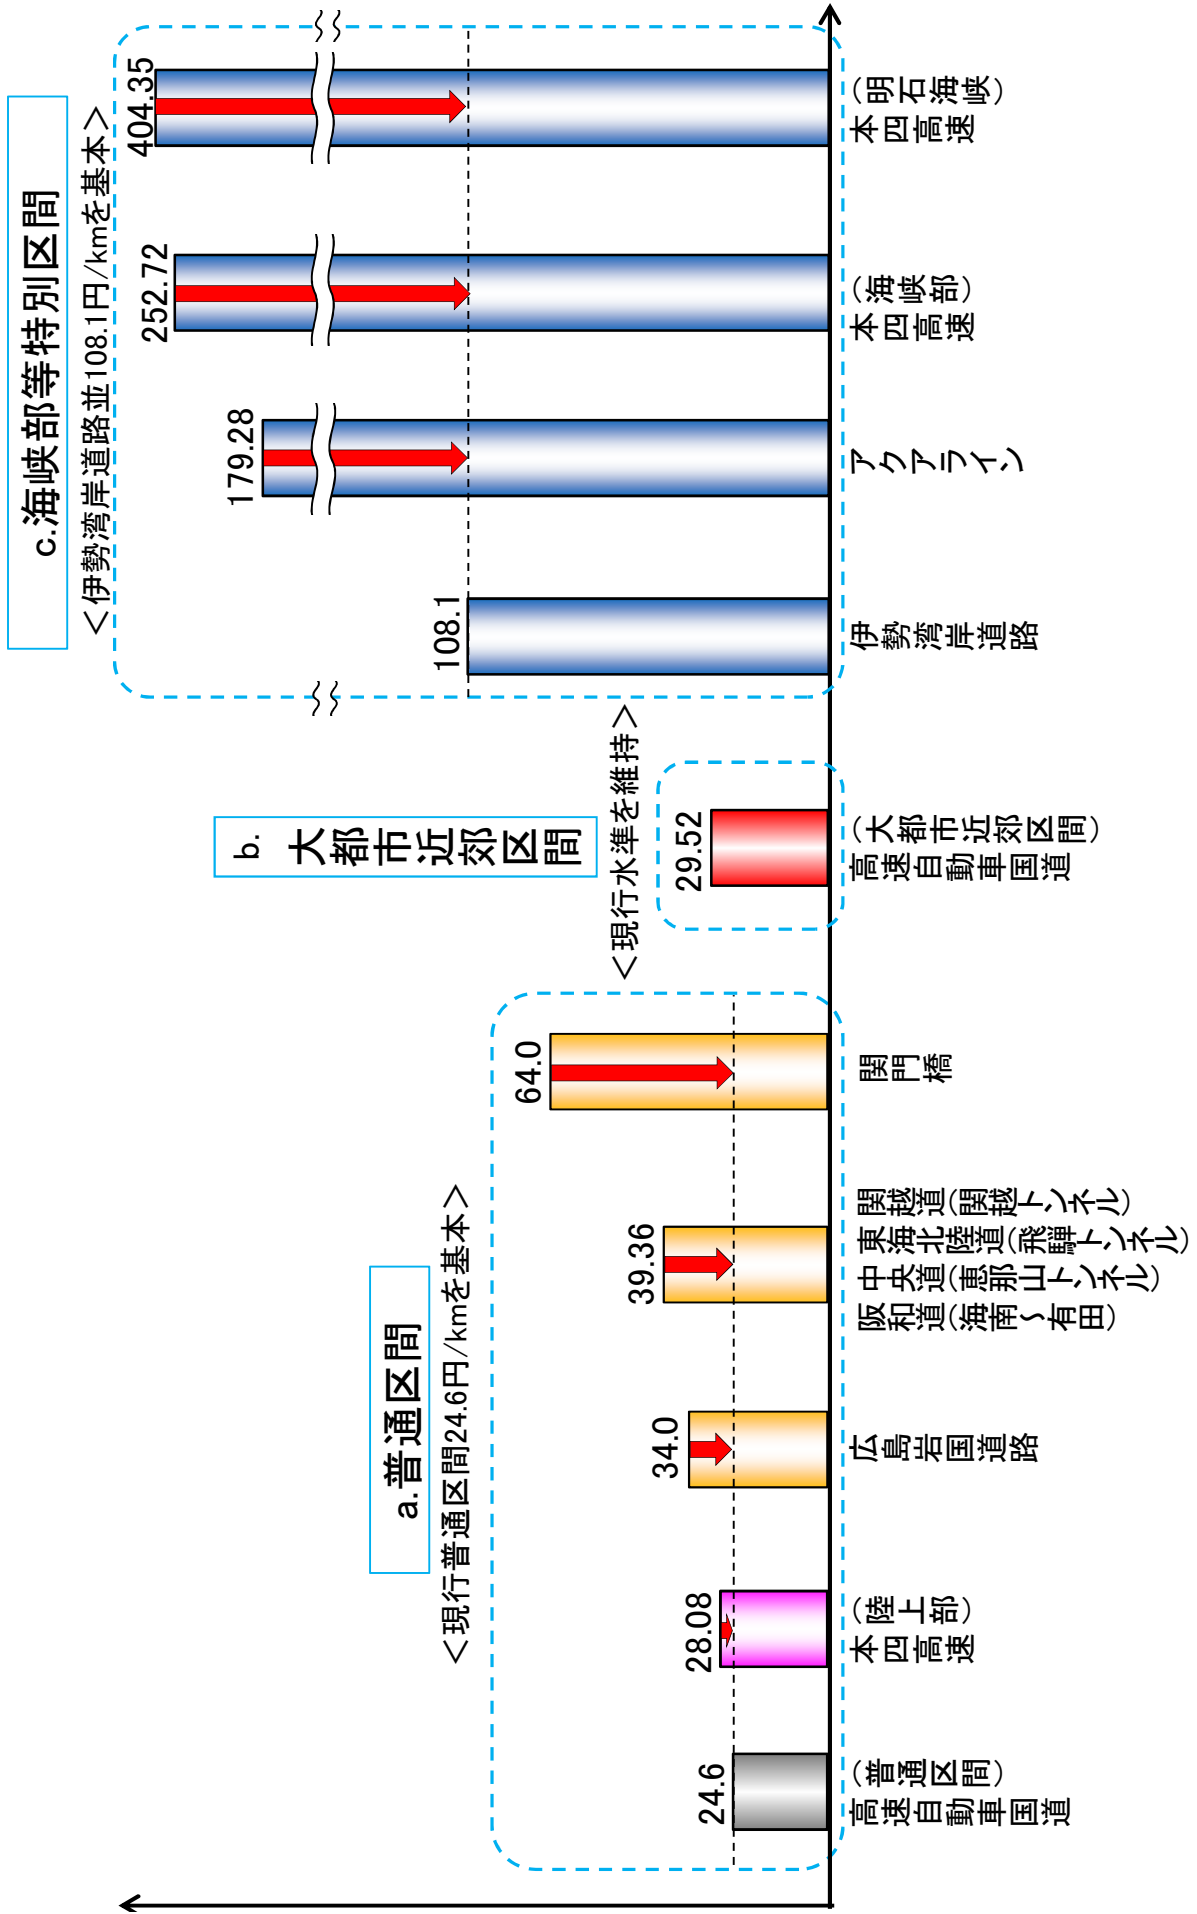 a.普通区間
＜現行普通区間24.6円/kmを基本＞
24.6
28.08
34.0
39.36
64.0
高速自動車国道
（普通区間）
本四高速
（陸上部）
広島岩国道路
関越道(関越トンネル)
東海北陸道(飛騨トンネル)
中央道(恵那山トンネル)
阪和道(海南～有田)
関門橋
b. 大都市近郊区間
＜現行水準を維持＞
29.52
高速自動車国道
（大都市近郊区間）
c.海峡部等特別区間
＜伊勢湾岸道路並108.1円/kmを基本＞
108.1
179.28
252.72
404.35
伊勢湾岸道路
アクアライン
本四高速
（海峡部）
本四高速
（明石海峡）